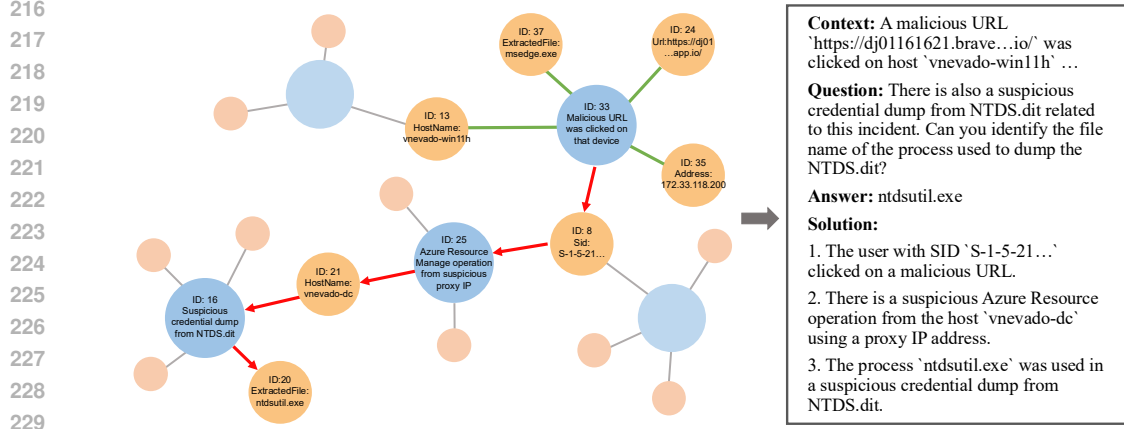 216
217
218
219
220
221
222
223
224
225
226
227
228
229
ID: 37
ExtractedFile:
msedge.exe
ID: 24
Url:https://dj01
...app.io/
ID: 13
HostName:
vnevado-win11h
ID: 33
Malicious URL
was clicked on
that device
ID: 35
Address:
172.33.118.200
ID: 8
Sid:
S-1-5-21...
ID: 25
Azure Resource
Manage operation
from suspicious
proxy IP
ID: 21
HostName:
vnevado-dc
ID: 16
Suspicious
credential dump
from NTDS.dit
ID:20
ExtractedFile:
ntdsutil.exe
Context: A malicious URL
`https://dj01161621.brave…io/` was
clicked on host `vnevado-win11h` …
Question: There is also a suspicious
credential dump from NTDS.dit related
to this incident. Can you identify the file
name of the process used to dump the
NTDS.dit?
Answer: ntdsutil.exe
Solution:
1. The user with SID `S-1-5-21…`
clicked on a malicious URL.
2. There is a suspicious Azure Resource
operation from the host `vnevado-dc`
using a proxy IP address.
3. The process `ntdsutil.exe` was used in
a suspicious credential dump from
NTDS.dit.